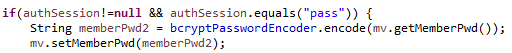 if(authSession!=null && authSession.equals("pass")) {
    String memberPwd2 = bcryptPasswordEncoder.encode(mv.getMemberPwd());
    mv.setMemberPwd(memberPwd2);